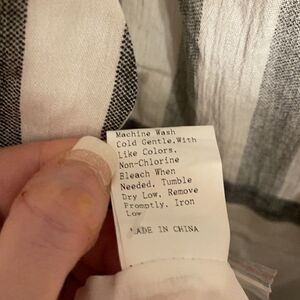 Machine Wash
Cold Gentle.With
Like Colors.
Non-Chlorine
Bleach When
Needed, Tumble
Dry Low, Remove
Promptly. Iron
Low
MADE IN CHINA